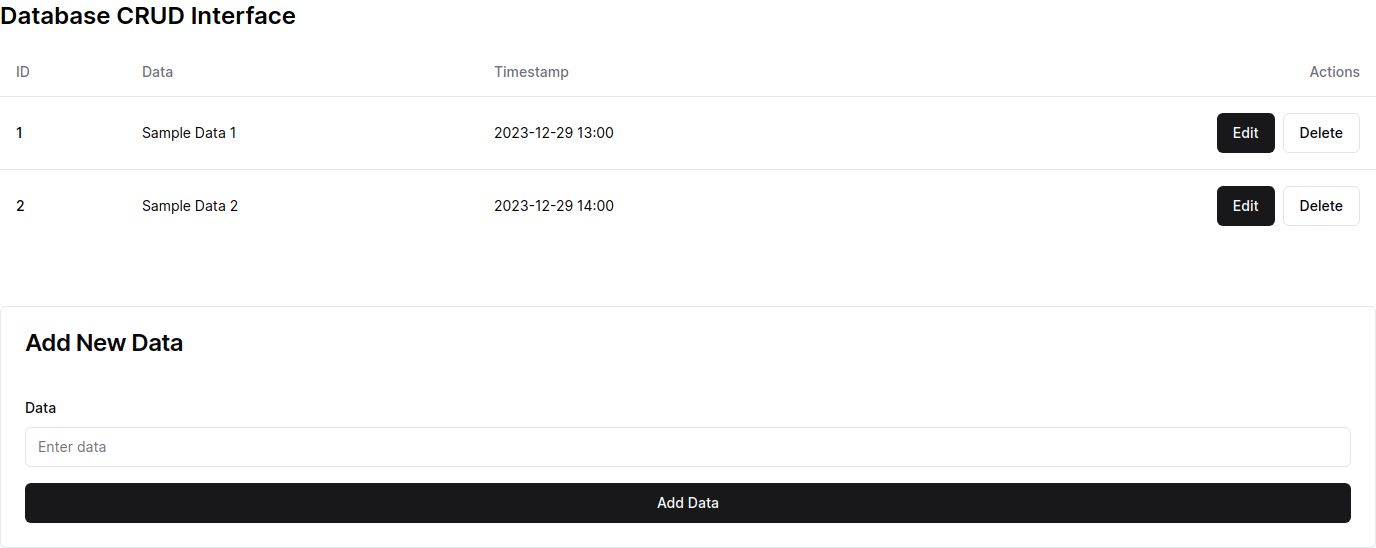 Database CRUD Interface
ID Data Timestamp Actions
1 Sample Data 1 2023-12-29 13:00 Edit Delete
2 Sample Data 2 2023-12-29 14:00 Edit Delete
Add New Data
Data
Enter data
Add Data